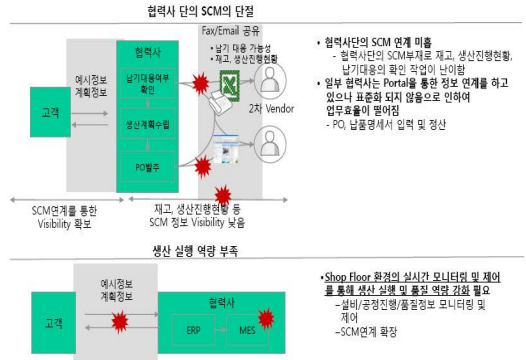 협력사 단의 SCM의 단절
Fax/Email 공유
• 납기 대응 가능성
• 재고, 생산진행현황
협력사
예시정보
계획정보
고객
납기대응여부
확인
생산계획수립
PO발주
2차 Vendor
SCM연계를 통한
Visibility 확보
재고, 생산진행현황 등
SCM 정보 Visibility 낮음
• 협력사단의 SCM 연계 미흡
- 협력사단의 SCM부재로 재고, 생산진행현황,
납기대응의 확인 작업이 난이함
• 일부 협력사는 Portal을 통한 정보 연계를 하고
있으나 표준화 되지 않음으로 인하여
업무효율이 떨어짐
- PO, 납품명세서 입력 및 정산
생산 실행 역량 부족
예시정보
계획정보
고객
협력사
ERP
MES
•Shop Floor 환경의 실시간 모니터링 및 제어
를 통해 생산 실행 및 품질 역량 강화 필요
–설비/공정진행/품질정보 모니터링 및
제어
–SCM연계 확장